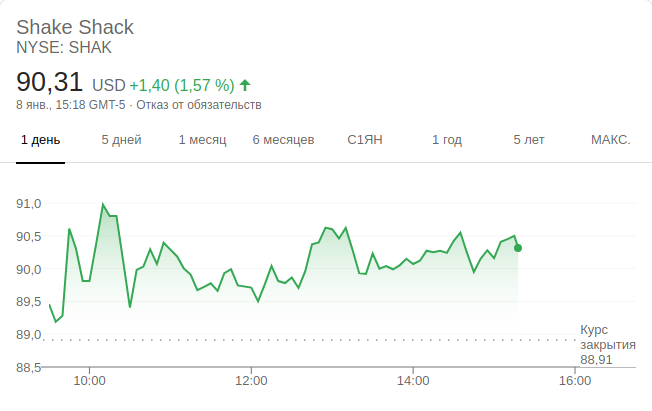 Shake Shack
NYSE: SHAK
90,31 USD +1,40 (1,57 %)
8 янв., 15:18 GMT-5 · Отказ от обязательств
1 день 5 дней 1 месяц 6 месяцев С1ЯН 1 год 5 лет МАКС.
91,0
90,5
90,0
89,5
89,0
88,5
Курс
закрытия
88,91
10:00 12:00 14:00 16:00